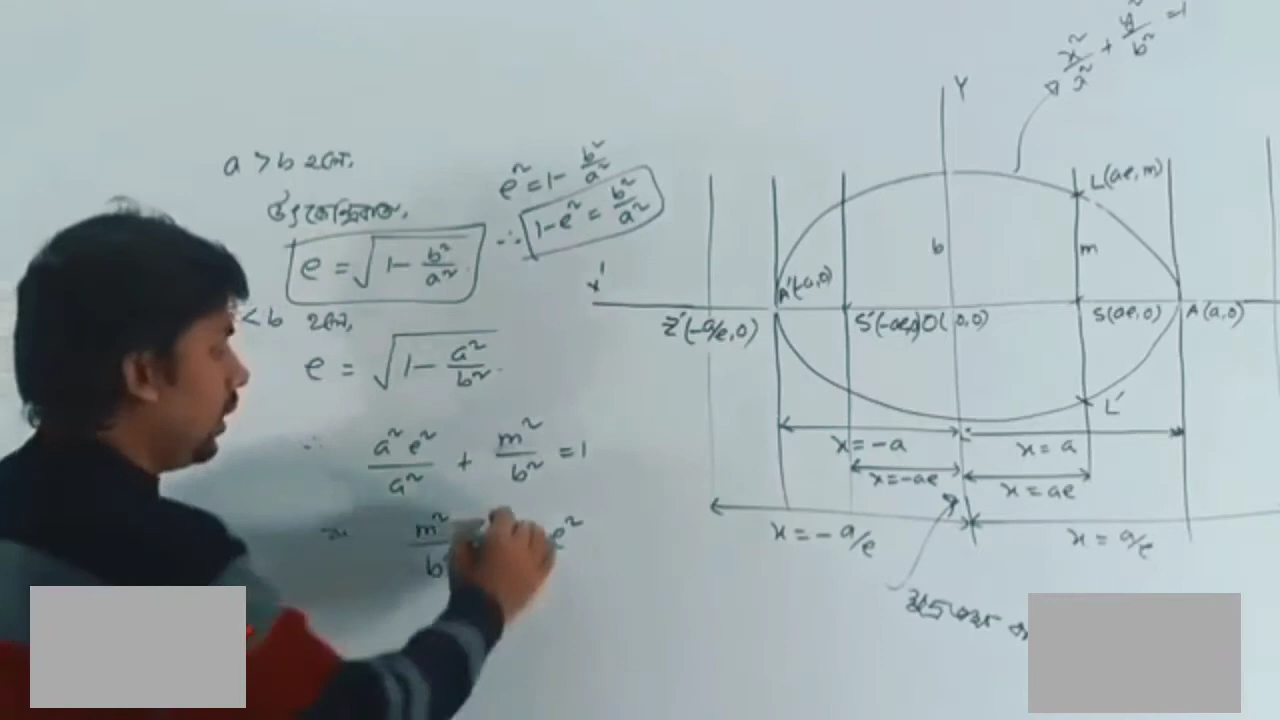 a > b হলে,
উৎকেন্দ্রিকতা,
e = √(1 - b²/a²)
e² = 1 - b²/a²
∴ 1 - e² = b²/a²
< b হলে,
e = √(1 - a²/b²)
∴ a²e²/a² + m²/b² = 1
m²
b
e²
x²/a² + y²/b² = 1
Y
L(ae, m)
b
m
x'
A'(-a, 0)
Z'(-a/e, 0)
S'(-ae, 0) O(0, 0)
S(ae, 0)
A(a, 0)
L'
x = -a
x = a
x = -ae
x = ae
x = -a/e
x = a/e